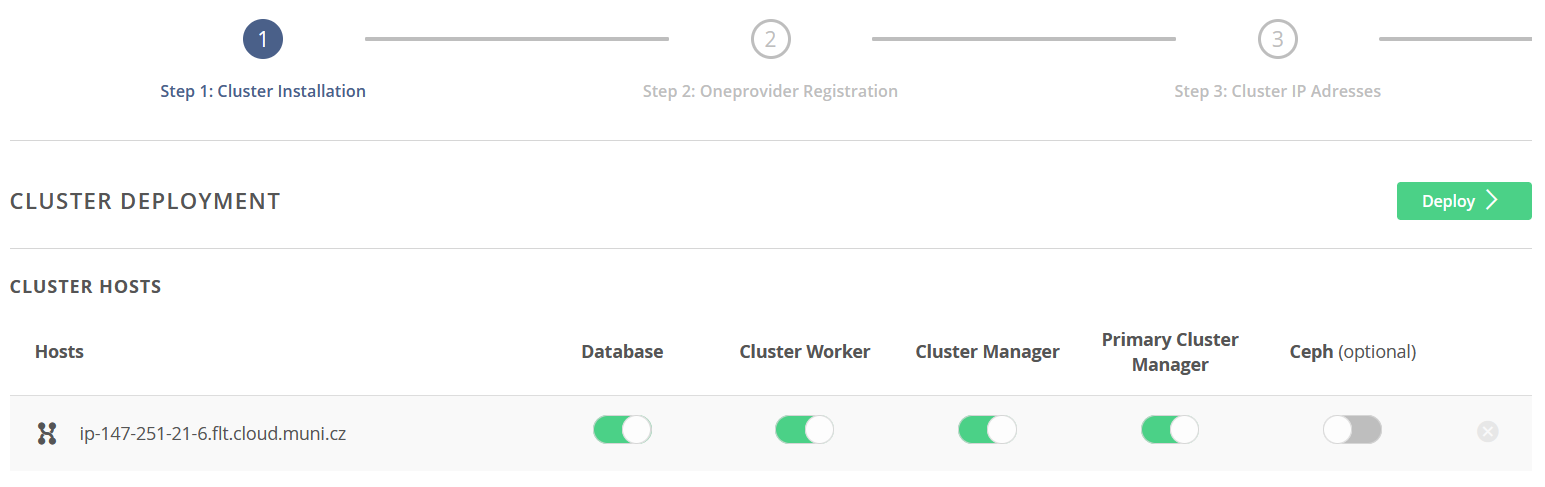 1
2
3
Step 1: Cluster Installation
Step 2: Oneprovider Registration
Step 3: Cluster IP Adresses
CLUSTER DEPLOYMENT
Deploy
CLUSTER HOSTS
Hosts
Database
Cluster Worker
Cluster Manager
Primary Cluster
Manager
Ceph (optional)
ip-147-251-21-6.flt.cloud.muni.cz